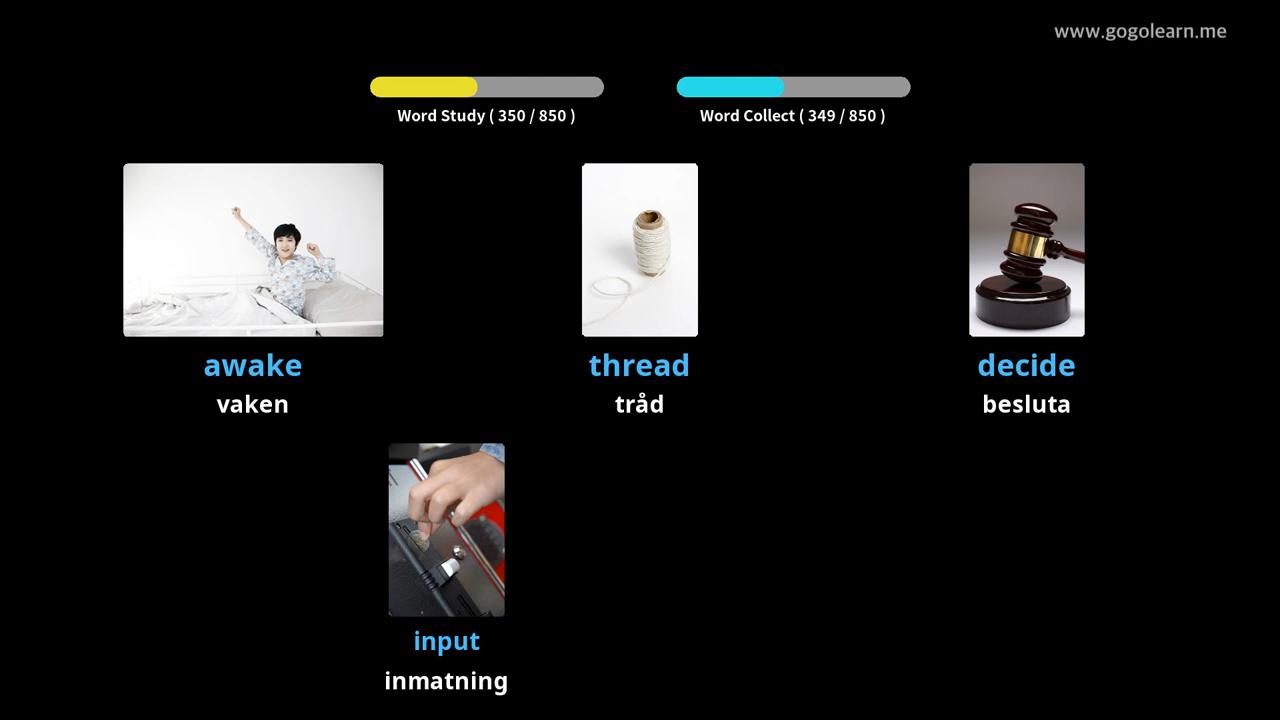 www.gogolearn.me
Word Study ( 350 / 850 )
Word Collect ( 349 / 850 )
awake
vaken
thread
tråd
decide
besluta
input
inmatning